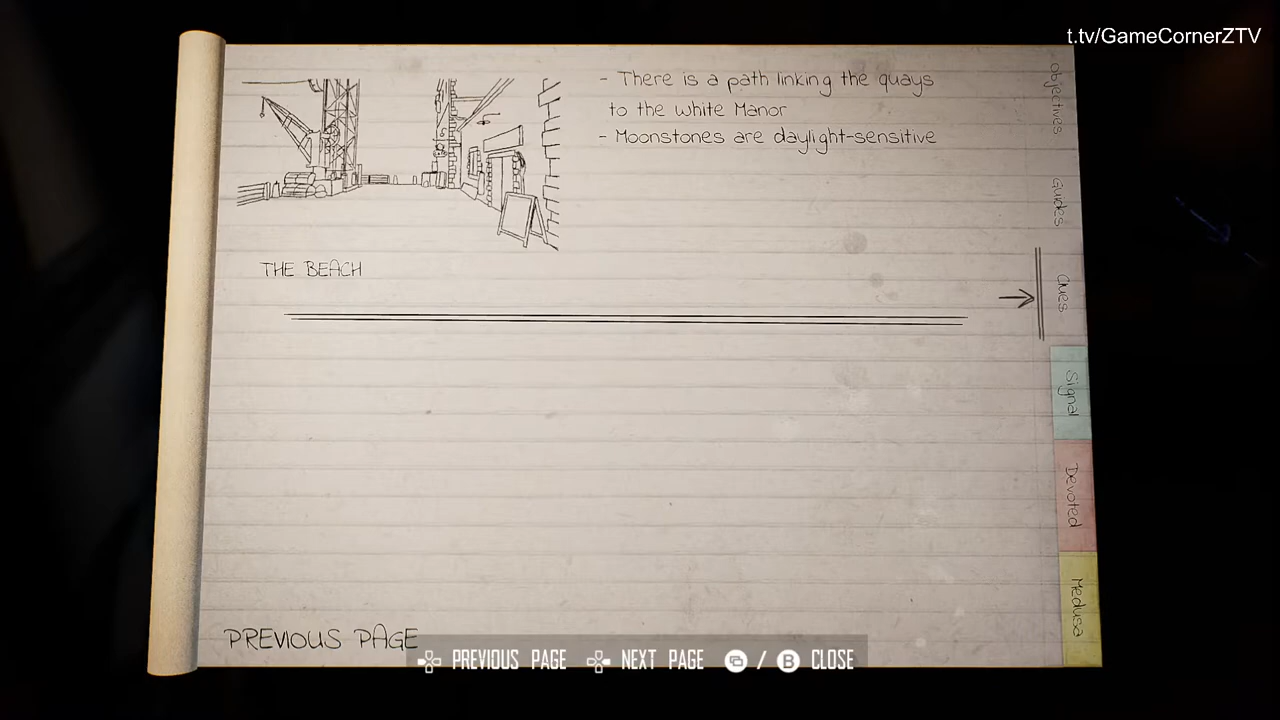 t.tv/GameCornerZTV
- There is a path linking the quays
to the white Manor
- Moonstones are daylight-sensitive
THE BEACH
Objectives
Guides
Clues
Signal
Devoted
Medusa
PREVIOUS PAGE
PREVIOUS PAGE NEXT PAGE / B CLOSE